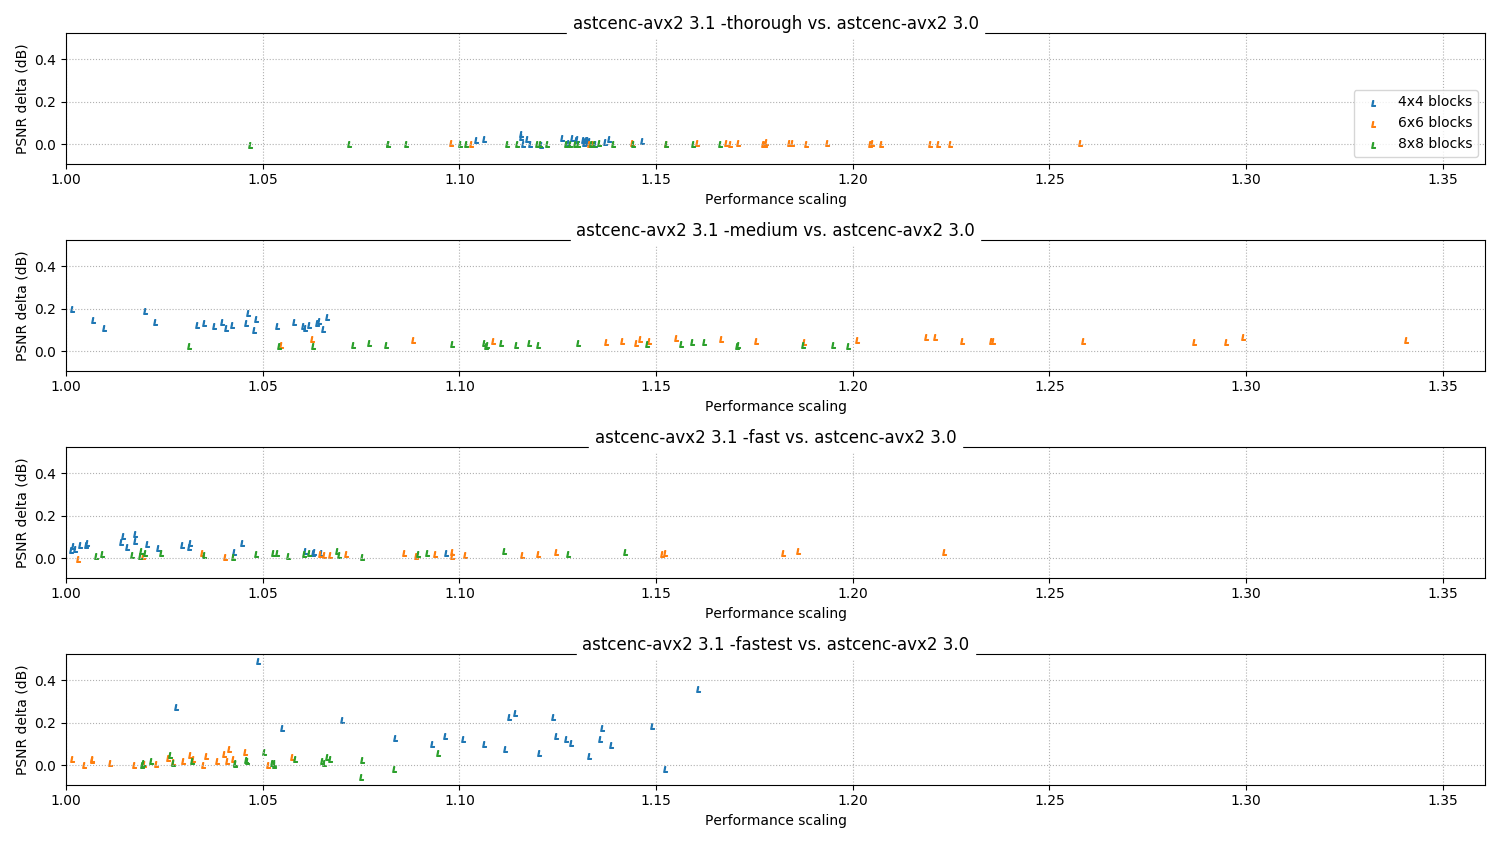 astcenc-avx2 3.1 -thorough vs. astcenc-avx2 3.0
PSNR delta (dB)
0.4
0.2
0.0
4x4 blocks
6x6 blocks
8x8 blocks
1.00 1.05 1.10 1.15 1.20 1.25 1.30 1.35
Performance scaling
astcenc-avx2 3.1 -medium vs. astcenc-avx2 3.0
PSNR delta (dB)
0.4
0.2
0.0
1.00 1.05 1.10 1.15 1.20 1.25 1.30 1.35
Performance scaling
astcenc-avx2 3.1 -fast vs. astcenc-avx2 3.0
PSNR delta (dB)
0.4
0.2
0.0
1.00 1.05 1.10 1.15 1.20 1.25 1.30 1.35
Performance scaling
astcenc-avx2 3.1 -fastest vs. astcenc-avx2 3.0
PSNR delta (dB)
0.4
0.2
0.0
1.00 1.05 1.10 1.15 1.20 1.25 1.30 1.35
Performance scaling